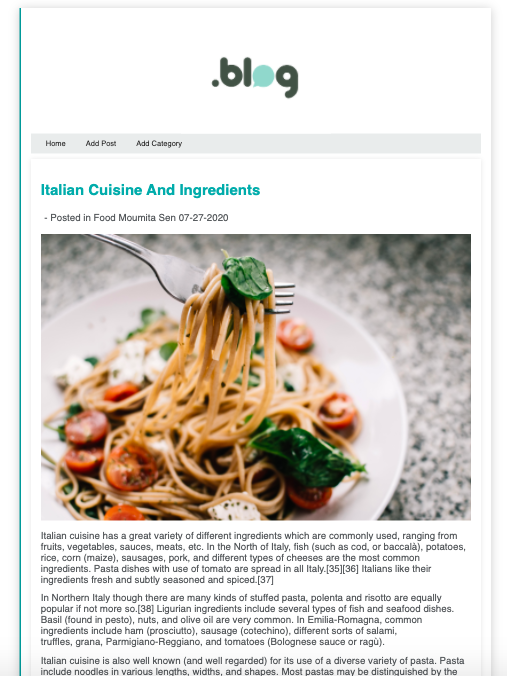 .blog
Home Add Post Add Category
Italian Cuisine And Ingredients
- Posted in Food Moumita Sen 07-27-2020
Italian cuisine has a great variety of different ingredients which are commonly used, ranging from
fruits, vegetables, sauces, meats, etc. In the North of Italy, fish (such as cod, or baccalà), potatoes,
rice, corn (maize), sausages, pork, and different types of cheeses are the most common
ingredients. Pasta dishes with use of tomato are spread in all Italy.[35][36] Italians like their
ingredients fresh and subtly seasoned and spiced.[37]
In Northern Italy though there are many kinds of stuffed pasta, polenta and risotto are equally
popular if not more so.[38] Ligurian ingredients include several types of fish and seafood dishes.
Basil (found in pesto), nuts, and olive oil are very common. In Emilia-Romagna, common
ingredients include ham (prosciutto), sausage (cotechino), different sorts of salami,
truffles, grana, Parmigiano-Reggiano, and tomatoes (Bolognese sauce or ragù).
Italian cuisine is also well known (and well regarded) for its use of a diverse variety of pasta. Pasta
include noodles in various lengths, widths, and shapes. Most pastas may be distinguished by the